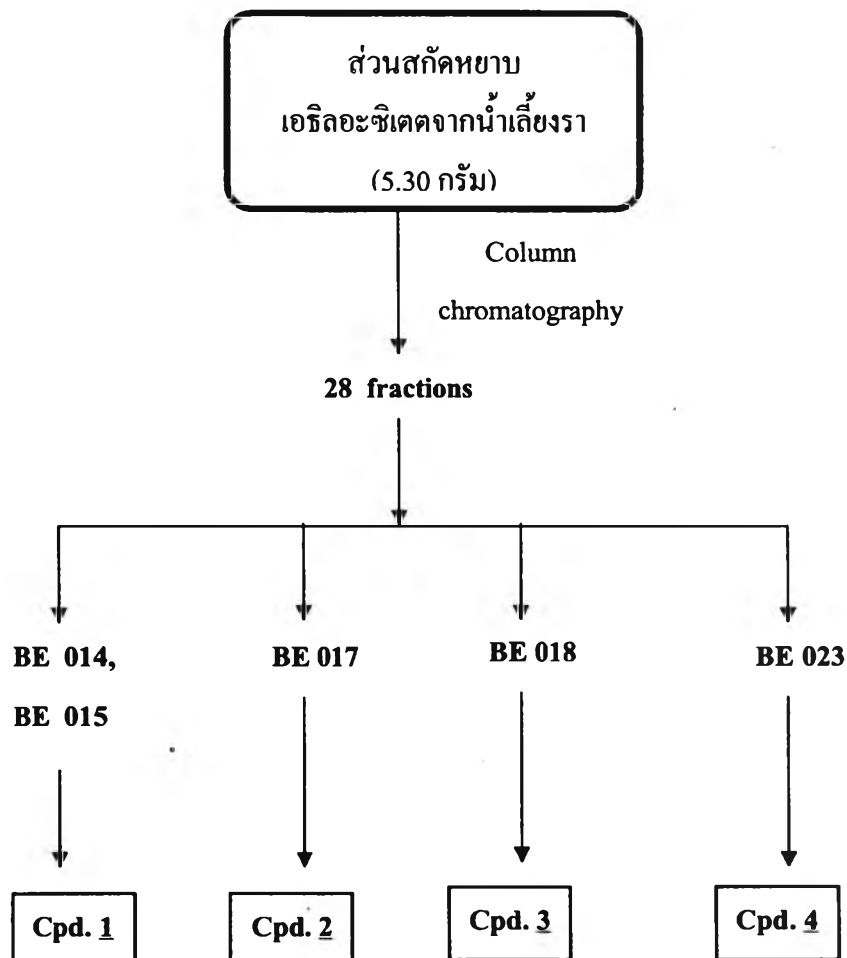 ส่วนสกัดหยาบ
เอธิลอะซิเตตจากน้ำเลี้ยงรา
(5.30 กรัม)
Column
chromatography
28 fractions
BE 014,
BE 015
BE 017
BE 018
BE 023
Cpd. 1
Cpd. 2
Cpd. 3
Cpd. 4